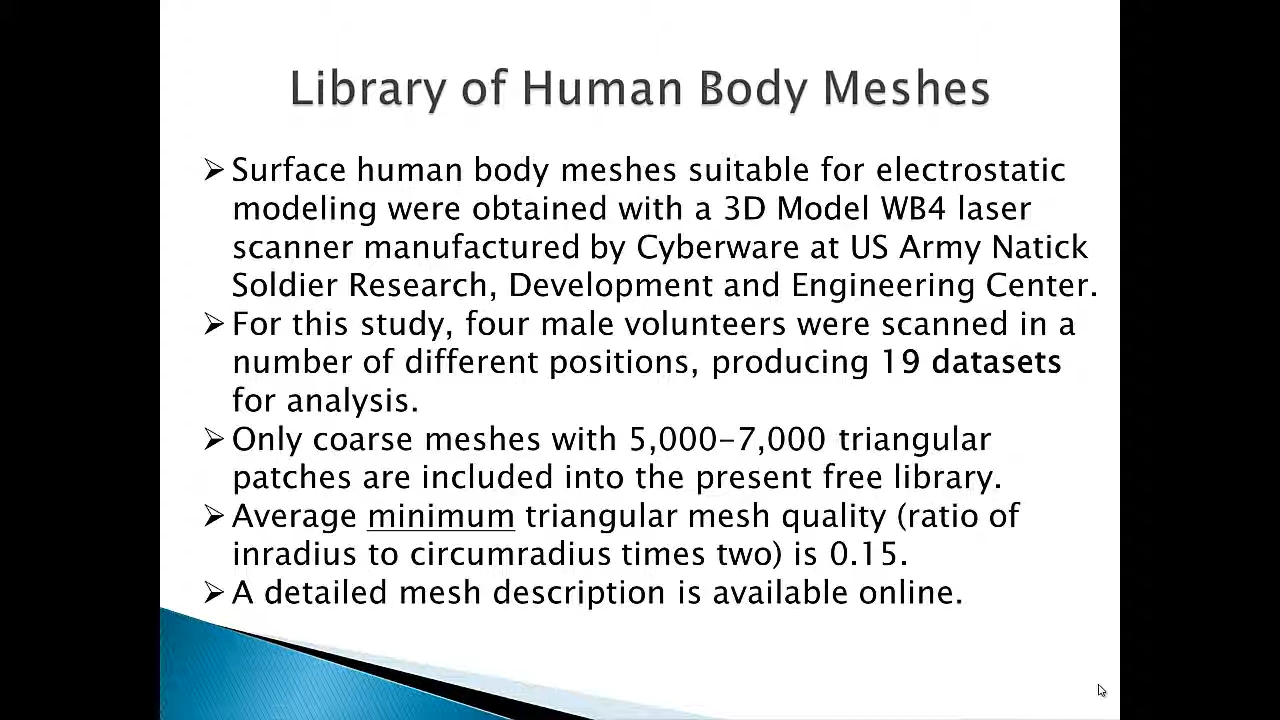 Library of Human Body Meshes
➢Surface human body meshes suitable for electrostatic
modeling were obtained with a 3D Model WB4 laser
scanner manufactured by Cyberware at US Army Natick
Soldier Research, Development and Engineering Center.
➢For this study, four male volunteers were scanned in a
number of different positions, producing 19 datasets
for analysis.
➢Only coarse meshes with 5,000-7,000 triangular
patches are included into the present free library.
➢Average minimum triangular mesh quality (ratio of
inradius to circumradius times two) is 0.15.
➢A detailed mesh description is available online.